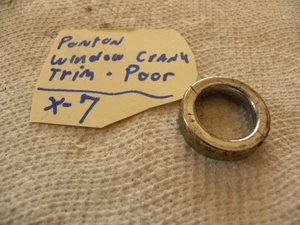 Ponton
Window Crank
Trim - Poor
X-7